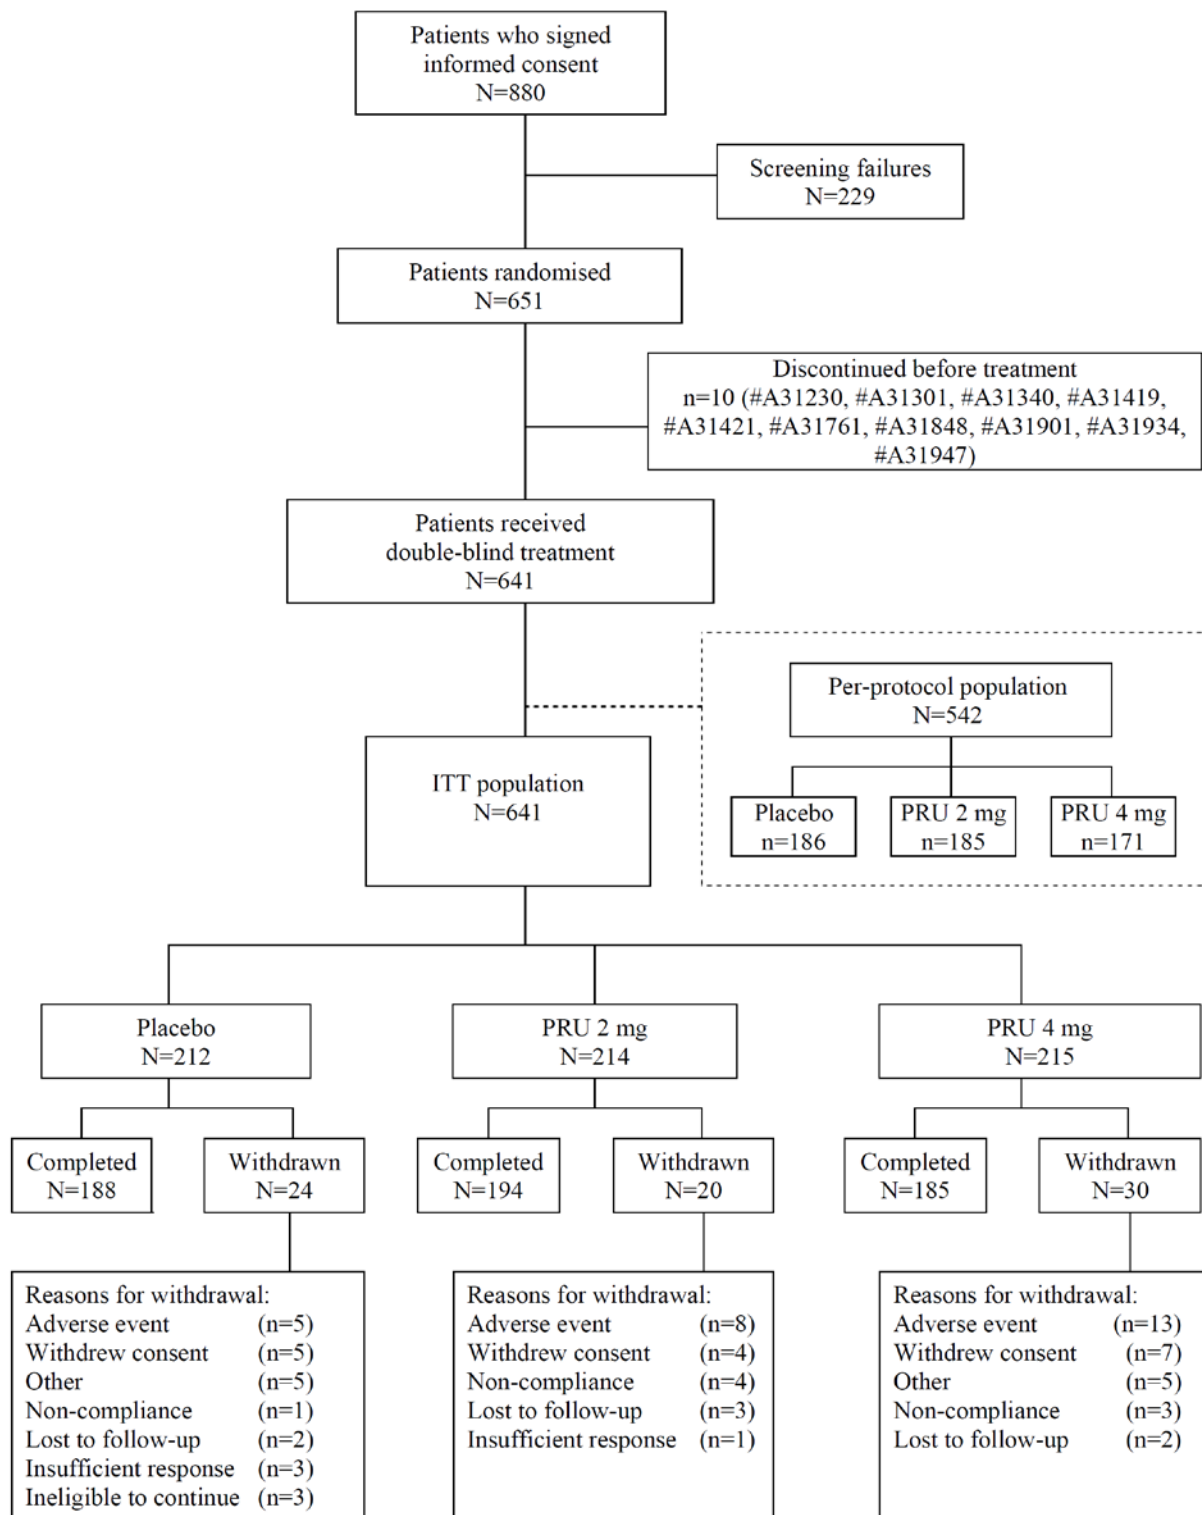 Patients who signed
informed consent
N=880
Screening failures
N=229
Patients randomised
N=651
Discontinued before treatment
n=10 (#A31230, #A31301, #A31340, #A31419,
#A31421, #A31761, #A31848, #A31901, #A31934,
#A31947)
Patients received
double-blind treatment
N=641
Per-protocol population
N=542
Placebo
n=186
PRU 2 mg
n=185
PRU 4 mg
n=171
ITT population
N=641
Placebo
N=212
PRU 2 mg
N=214
PRU 4 mg
N=215
Completed
N=188
Withdrawn
N=24
Completed
N=194
Withdrawn
N=20
Completed
N=185
Withdrawn
N=30
Reasons for withdrawal:
Adverse event (n=5)
Withdrew consent (n=5)
Other (n=5)
Non-compliance (n=1)
Lost to follow-up (n=2)
Insufficient response (n=3)
Ineligible to continue (n=3)
Reasons for withdrawal:
Adverse event (n=8)
Withdrew consent (n=4)
Non-compliance (n=4)
Lost to follow-up (n=3)
Insufficient response (n=1)
Reasons for withdrawal:
Adverse event (n=13)
Withdrew consent (n=7)
Other (n=5)
Non-compliance (n=3)
Lost to follow-up (n=2)